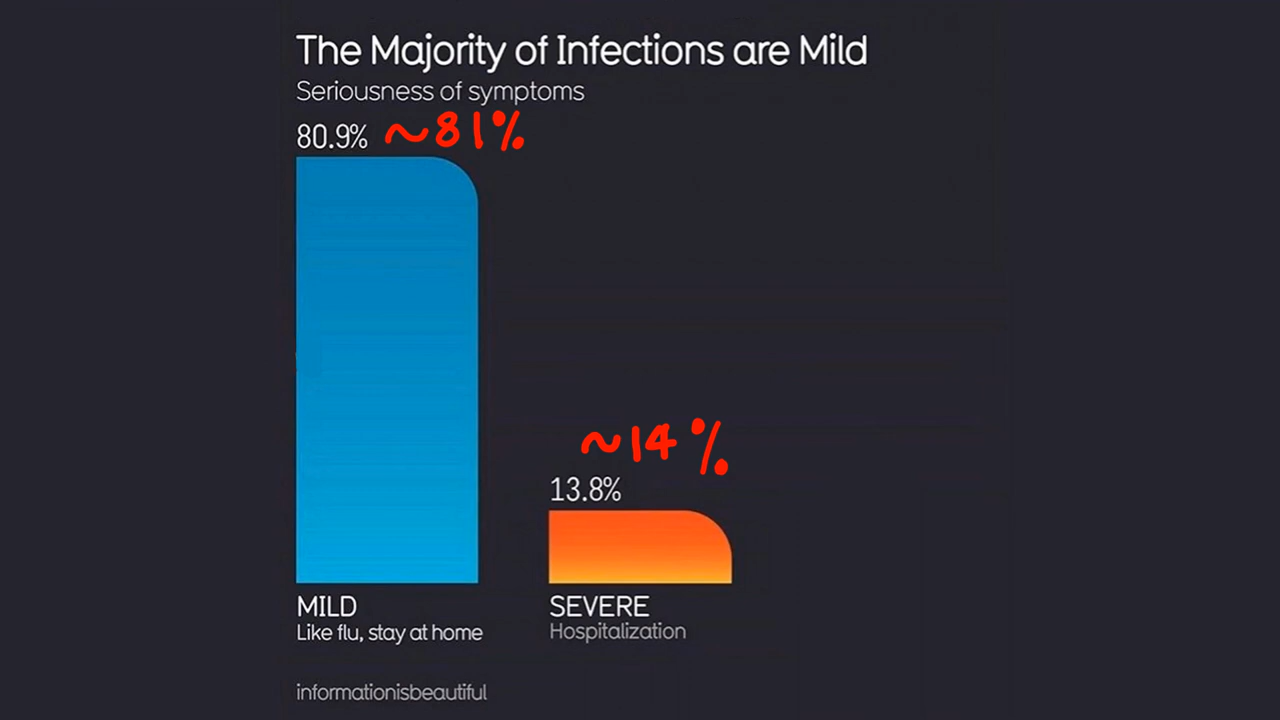 The Majority of Infections are Mild
Seriousness of symptoms
80.9% ~81%
~14%
13.8%
MILD
Like flu, stay at home
SEVERE
Hospitalization
informationisbeautiful